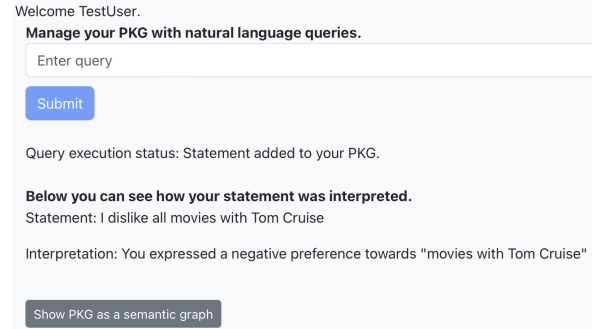 Welcome TestUser.
Manage your PKG with natural language queries.
Enter query
Submit
Query execution status: Statement added to your PKG.
Below you can see how your statement was interpreted.
Statement: I dislike all movies with Tom Cruise
Interpretation: You expressed a negative preference towards "movies with Tom Cruise"
Show PKG as a semantic graph